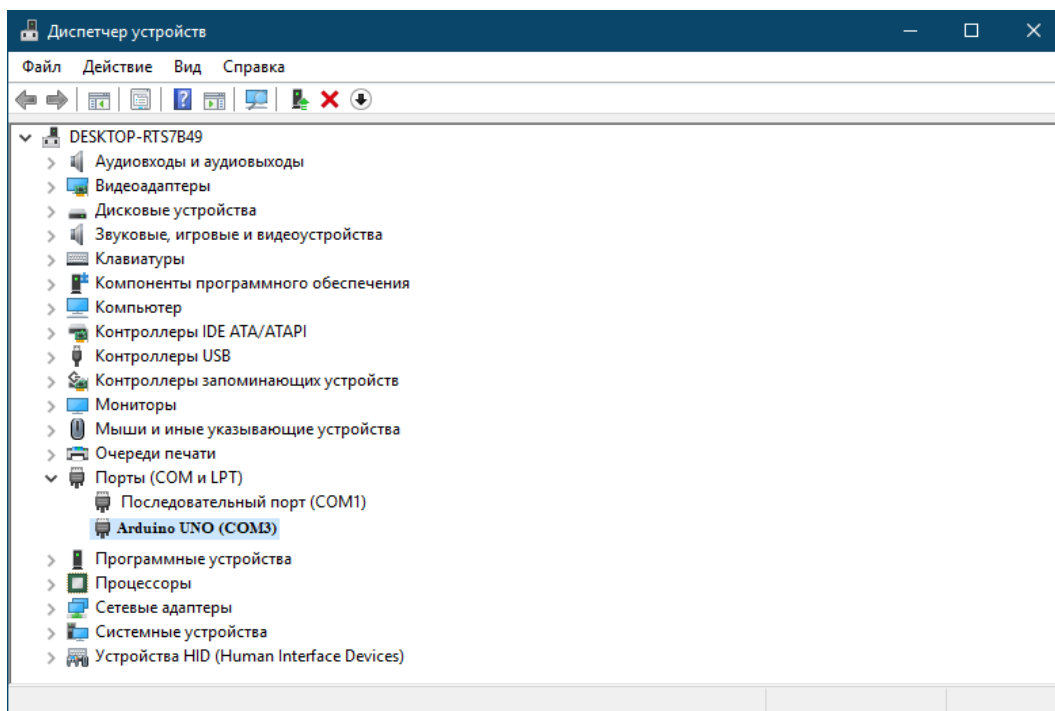 Диспетчер устройств
Файл Действие Вид Справка
DESKTOP-RTS7B49
Аудиовходы и аудиовыходы
Видеоадаптеры
Дисковые устройства
Звуковые, игровые и видеоустройства
Клавиатуры
Компоненты программного обеспечения
Компьютер
Контроллеры IDE ATA/ATAPI
Контроллеры USB
Контроллеры запоминающих устройств
Мониторы
Мыши и иные указывающие устройства
Очереди печати
Порты (COM и LPT)
Последовательный порт (COM1)
Arduino UNO (COM3)
Программные устройства
Процессоры
Сетевые адаптеры
Системные устройства
Устройства HID (Human Interface Devices)